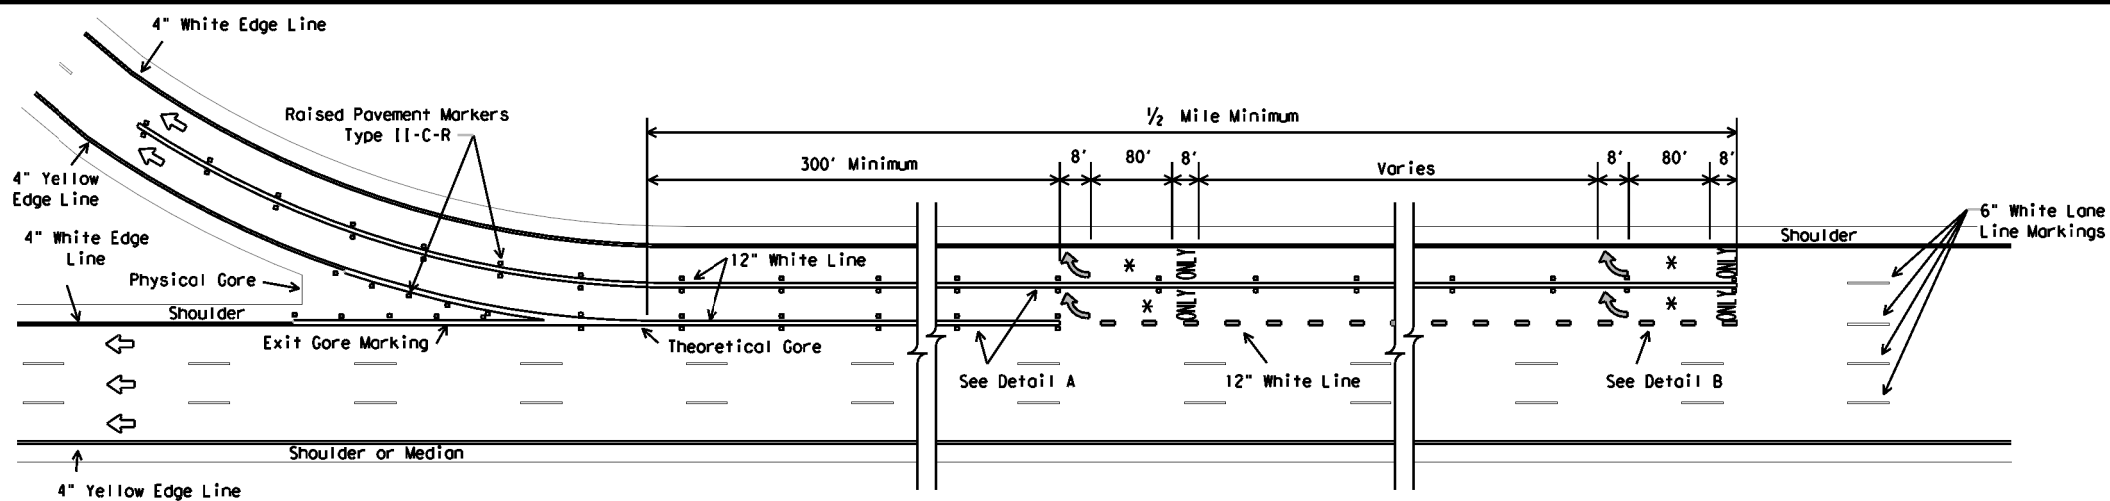 4" White Edge Line
Raised Pavement Markers
Type II-C-R
½ Mile Minimum
300' Minimum
8'
80'
8'
Varies
8'
80'
8'
4" Yellow
Edge Line
4" White Edge
Line
6" White Lane
Line Markings
Shoulder
12" White Line
*
ONLY
*
ONLY
Physical Gore
*
ONLY
*
ONLY
Shoulder
Exit Gore Marking
Theoretical Gore
See Detail A
12" White Line
See Detail B
Shoulder or Median
4" Yellow Edge Line